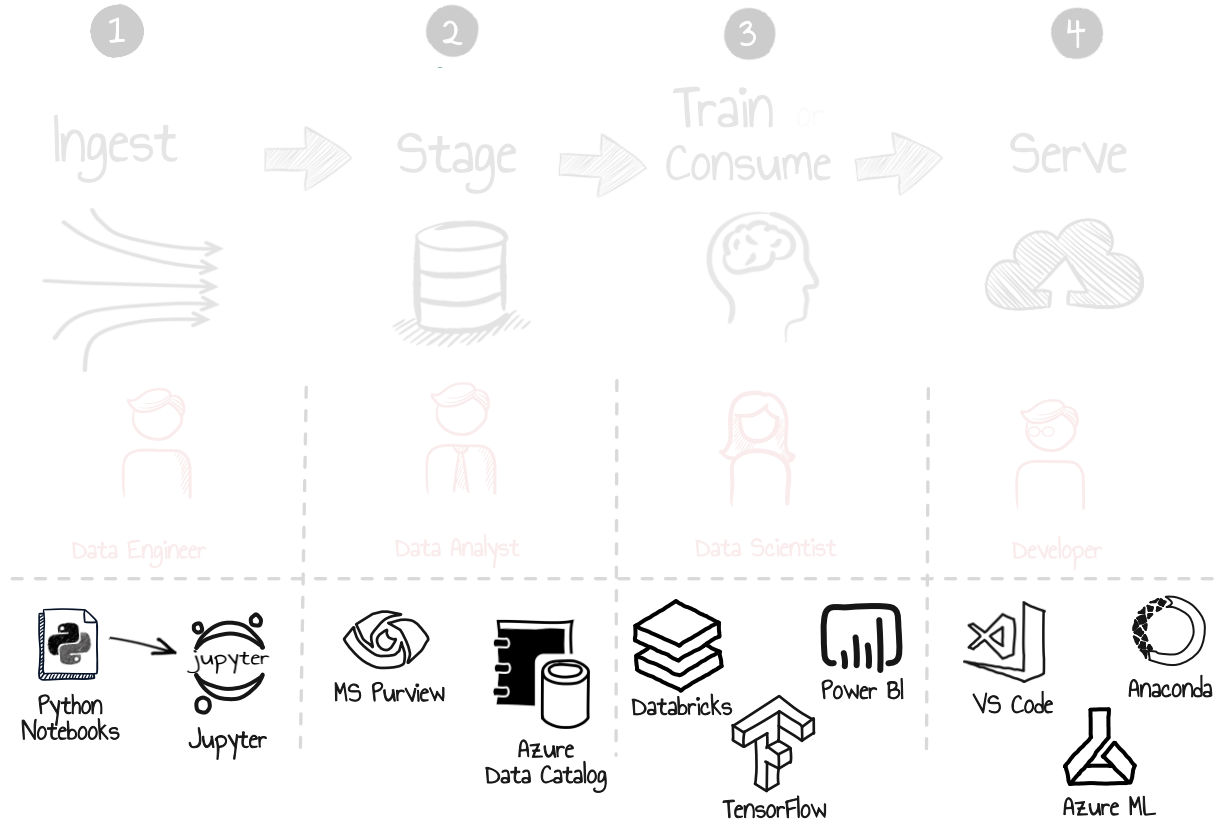 1
2
3
4
Ingest
Stage
Train or
Consume
Serve
Data Engineer
Data Analyst
Data Scientist
Developer
jupyter
Python
Notebooks
Jupyter
MS Purview
Azure
Data Catalog
Databricks
TensorFlow
Power BI
VS Code
Anaconda
Azure ML